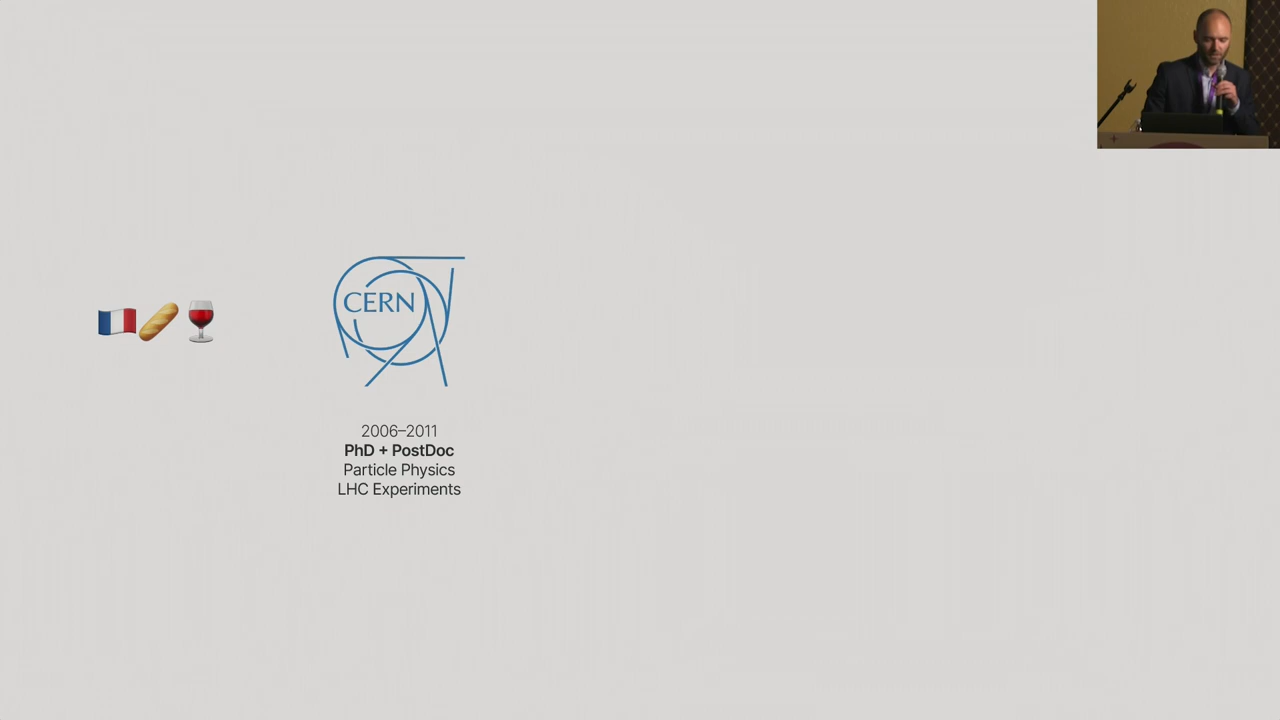 CERN
2006–2011
PhD + PostDoc
Particle Physics
LHC Experiments